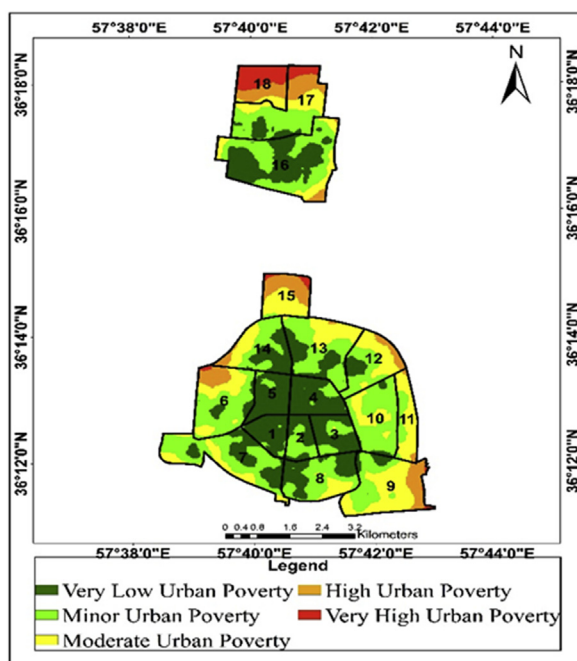 57°38'0"E 57°40'0"E 57°42'0"E 57°44'0"E
N
36°18'0"N 36°18'0"N
18
17
16
36°16'0"N 36°16'0"N
15
36°14'0"N 36°14'0"N
14 13
12
5
6 4
10 11
1 2 3
36°12'0"N 36°12'0"N
7
8 9
0 0.4 0.8 1.6 2.4 3.2
Kilometers
57°38'0"E 57°40'0"E 57°42'0"E 57°44'0"E
Legend
Very Low Urban Poverty High Urban Poverty
Minor Urban Poverty Very High Urban Poverty
Moderate Urban Poverty